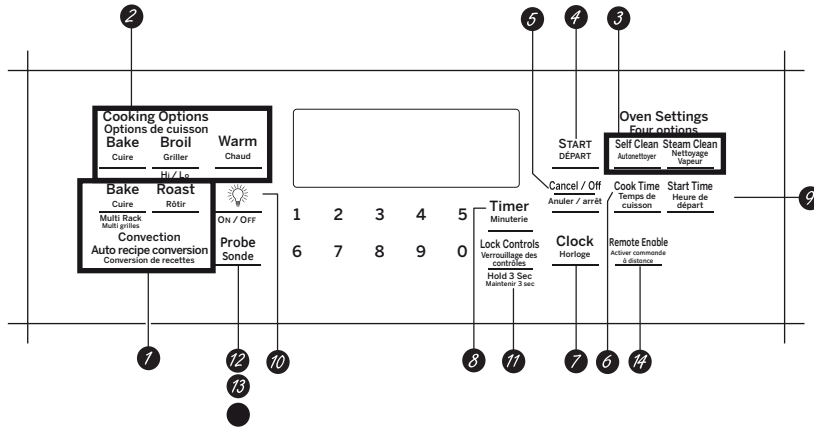 2
5
4
3
Cooking Options
Options de cuisson
Bake
Cuire
Broil
Griller
Hi / Lo
Warm
Chaud
Bake
Cuire
Multi Rack
Multi grilles
Roast
Rôtir
Convection
Auto recipe conversion
Conversion de recettes
ON / OFF
Probe
Sonde
1 2 3 4 5
6 7 8 9 0
Timer
Minuterie
Lock Controls
Verrouillage des
contrôles
Hold 3 Sec
Maintenir 3 sec
START
DÉPART
Cancel / Off
Anuler / arrêt
Clock
Horloge
Oven Settings
Four options
Self Clean
Autonettoyer
Steam Clean
Nettoyage
Vapeur
Cook Time
Temps de
cuisson
Start Time
Heure de
départ
Remote Enable
Activer commande
à distance
9
1
12
13
10
8
11
7
6
14